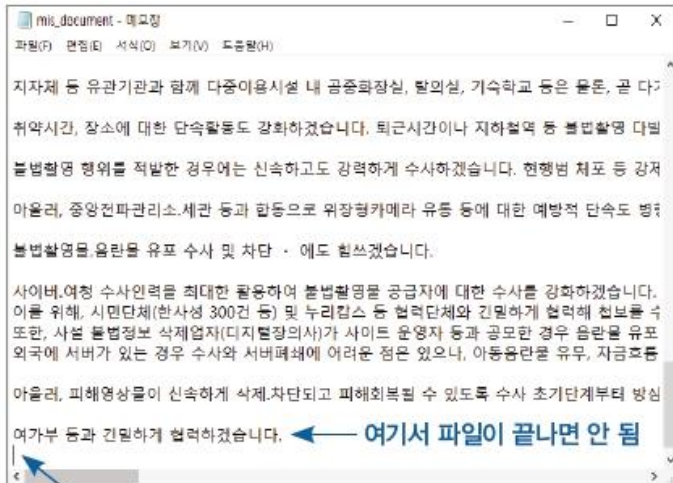 mis_document - 메모장
파일(F) 편집(E) 서식(O) 보기(V) 도움말(H)
지자체 등 유관기관과 함께 다중이용시설 내 공중화장실, 탈의실, 기숙학교 등은 물론, 곧 다가
취약시간, 장소에 대한 단속활동도 강화하겠습니다. 퇴근시간이나 지하철역 등 불법촬영 다발
불법촬영 행위를 적발한 경우에는 신속하고도 강력하게 수사하겠습니다. 현행범 체포 등 강제
아울러, 중앙전파관리소.세관 등과 합동으로 위장형카메라 유통 등에 대한 예방적 단속도 병행
불법촬영물.음란물 유포 수사 및 차단 · 에도 힘쓰겠습니다.
사이버.여청 수사인력을 최대한 활용하여 불법촬영물 공급자에 대한 수사를 강화하겠습니다.
이를 위해, 시민단체(한사성 300건 등) 및 누리캅스 등 협력단체와 긴밀하게 협력해 첩보를 수
또한, 사설 불법정보 삭제업자(디지털장의사)가 사이트 운영자 등과 공모한 경우 음란물 유포
외국에 서버가 있는 경우 수사와 서버폐쇄에 어려운 점은 있으나, 아동음란물 유무, 자금흐름
아울러, 피해영상물이 신속하게 삭제.차단되고 피해회복될 수 있도록 수사 초기단계부터 방심
여가부 등과 긴밀하게 협력하겠습니다. 여기서 파일이 끝나면 안 됨